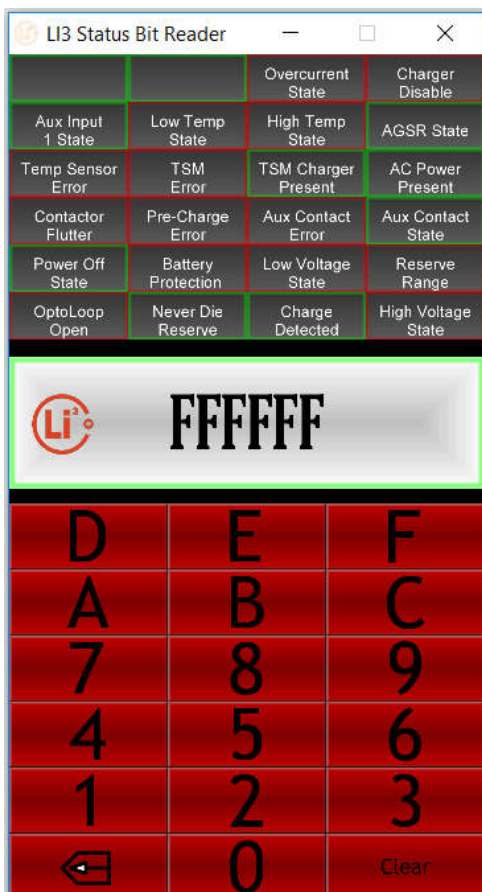 LI3 Status Bit Reader
Overcurrent State
Charger Disable
Aux Input 1 State
Low Temp State
High Temp State
AGSR State
Temp Sensor Error
TSM Error
TSM Charger Present
AC Power Present
Contactor Flutter
Pre-Charge Error
Aux Contact Error
Aux Contact State
Power Off State
Battery Protection
Low Voltage State
Reserve Range
OptoLoop Open
Never Die Reserve
Charge Detected
High Voltage State
Li³
FFFFFF
D E F
A B C
7 8 9
4 5 6
1 2 3
0 Clear